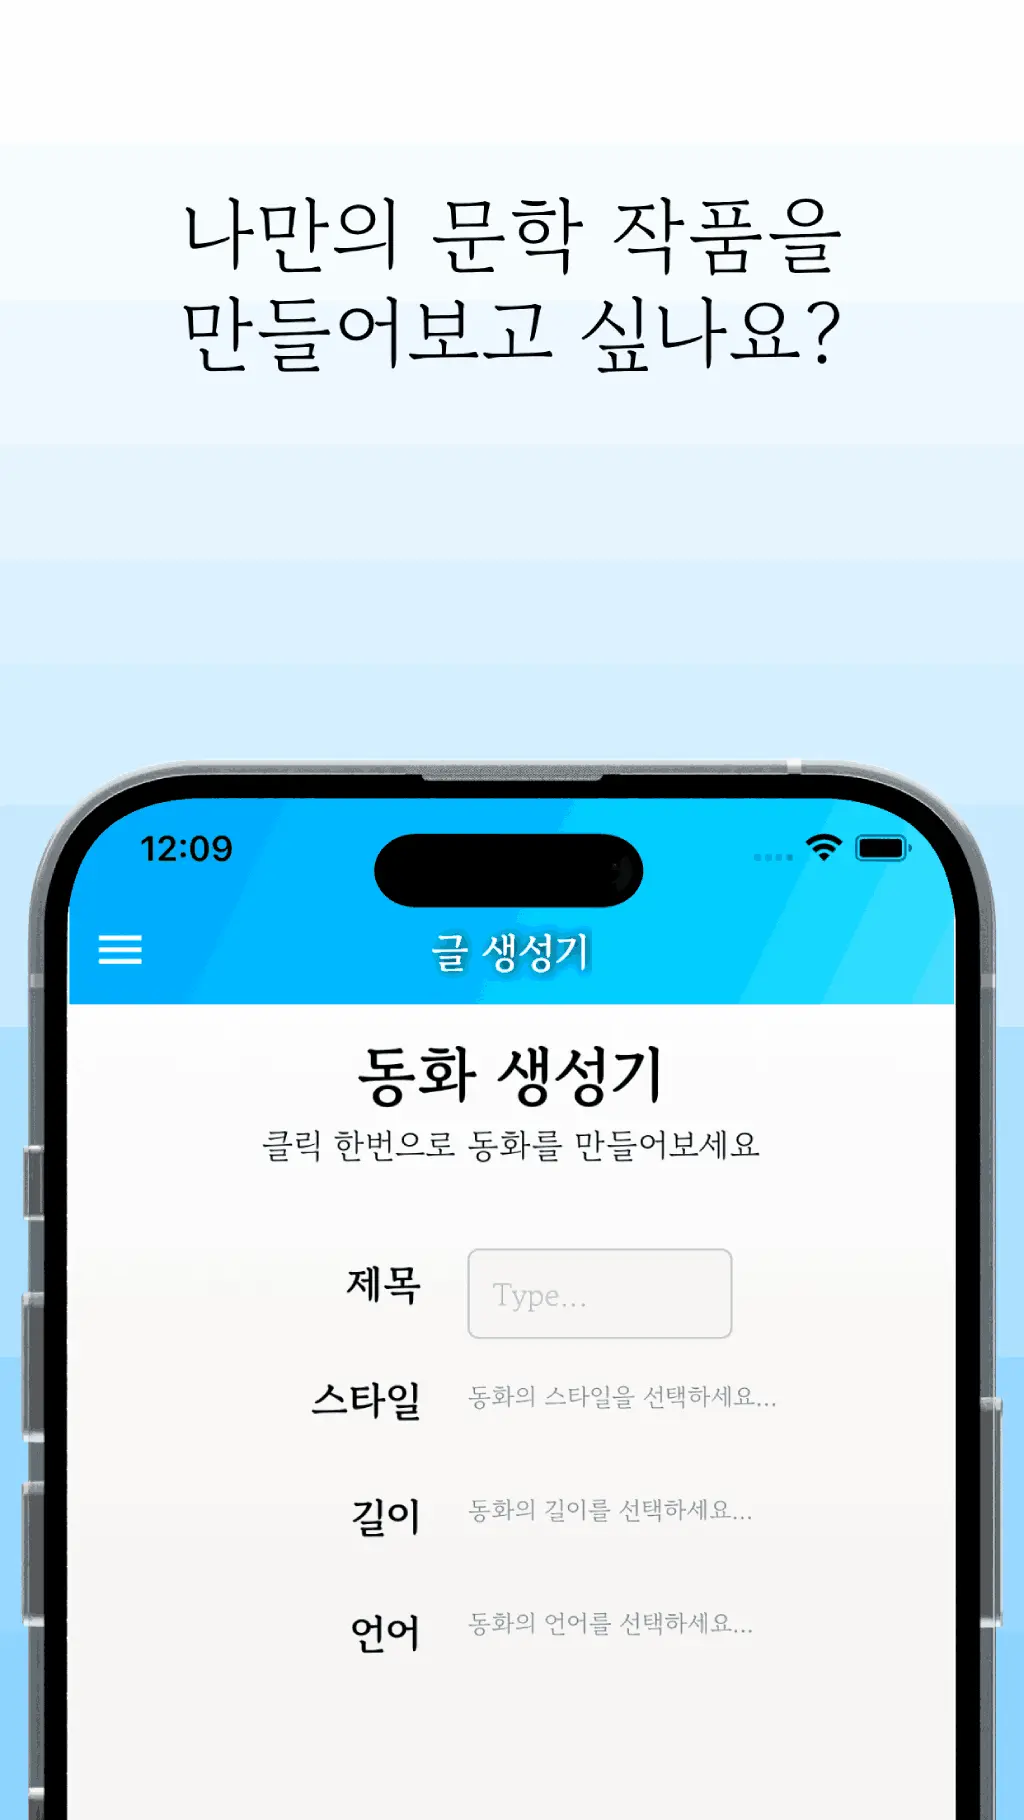 나만의 문학 작품을
만들어보고 싶나요?
12:09
글 생성기
동화 생성기
클릭 한번으로 동화를 만들어보세요
제목 Type...
스타일 동화의 스타일을 선택하세요...
길이 동화의 길이를 선택하세요...
언어 동화의 언어를 선택하세요...